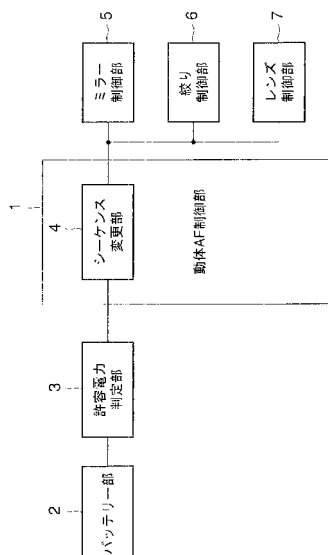 1
2
バッテリー部
3
許容電力
判定部
4
シーケンス
変更部
動体AF制御部
5
ミラー
制御部
6
絞り
制御部
7
レンズ
制御部